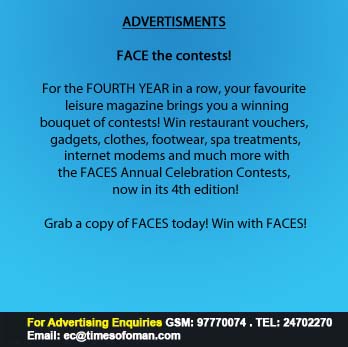 ADVERTISMENTS
FACE the contests!
For the FOURTH YEAR in a row, your favourite
leisure magazine brings you a winning
bouquet of contests! Win restaurant vouchers,
gadgets, clothes, footwear, spa treatments,
internet modems and much more with
the FACES Annual Celebration Contests,
now in its 4th edition!
Grab a copy of FACES today! Win with FACES!
For Advertising Enquiries GSM: 97770074 . TEL: 24702270
Email: ec@timesofoman.com